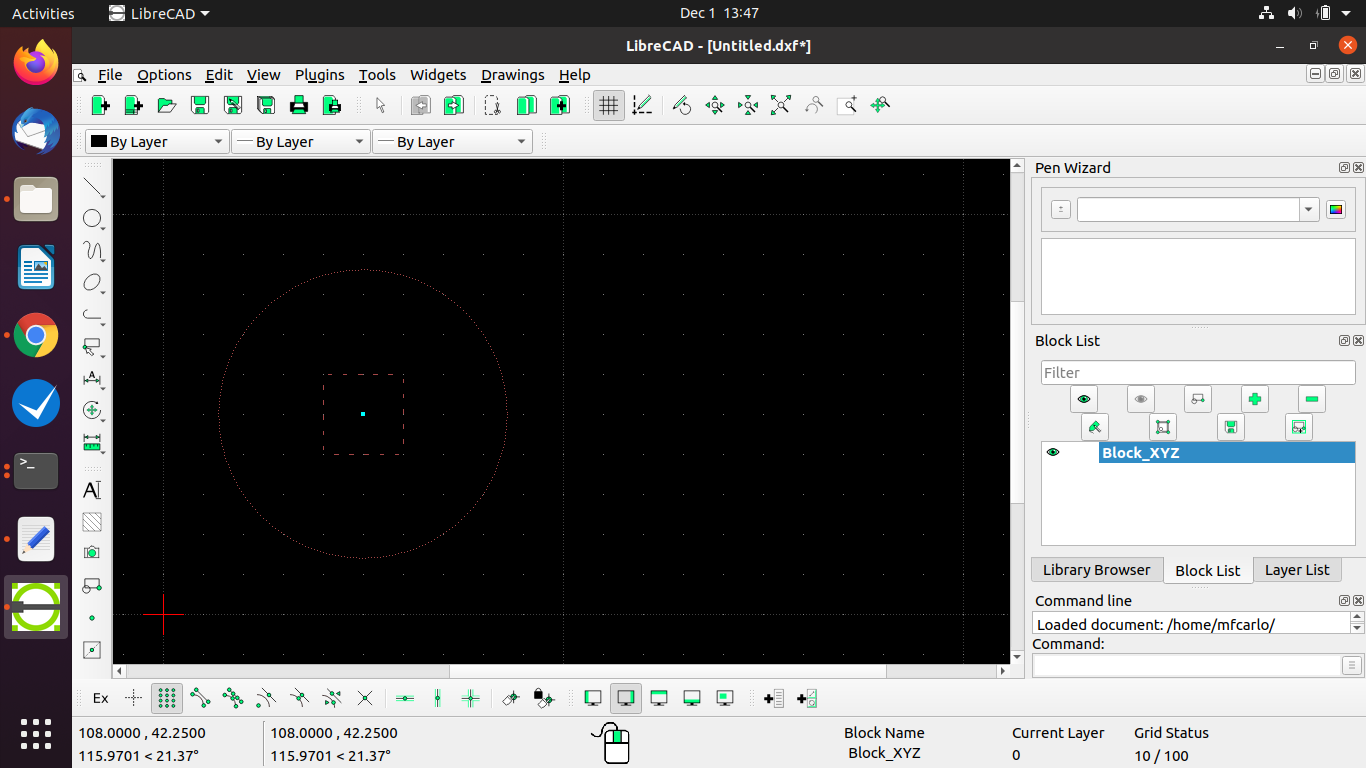 Activities LibreCAD Dec 1 13:47
LibreCAD - [Untitled.dxf*]
File Options Edit View Plugins Tools Widgets Drawings Help
By Layer By Layer By Layer
Pen Wizard
Block List
Filter
Block_XYZ
Library Browser Block List Layer List
Command line
Loaded document: /home/mfcarlo/
Command:
Ex
108.0000 , 42.2500 108.0000 , 42.2500 Block Name Current Layer Grid Status
115.9701 < 21.37° 115.9701 < 21.37° Block_XYZ 0 10 / 100